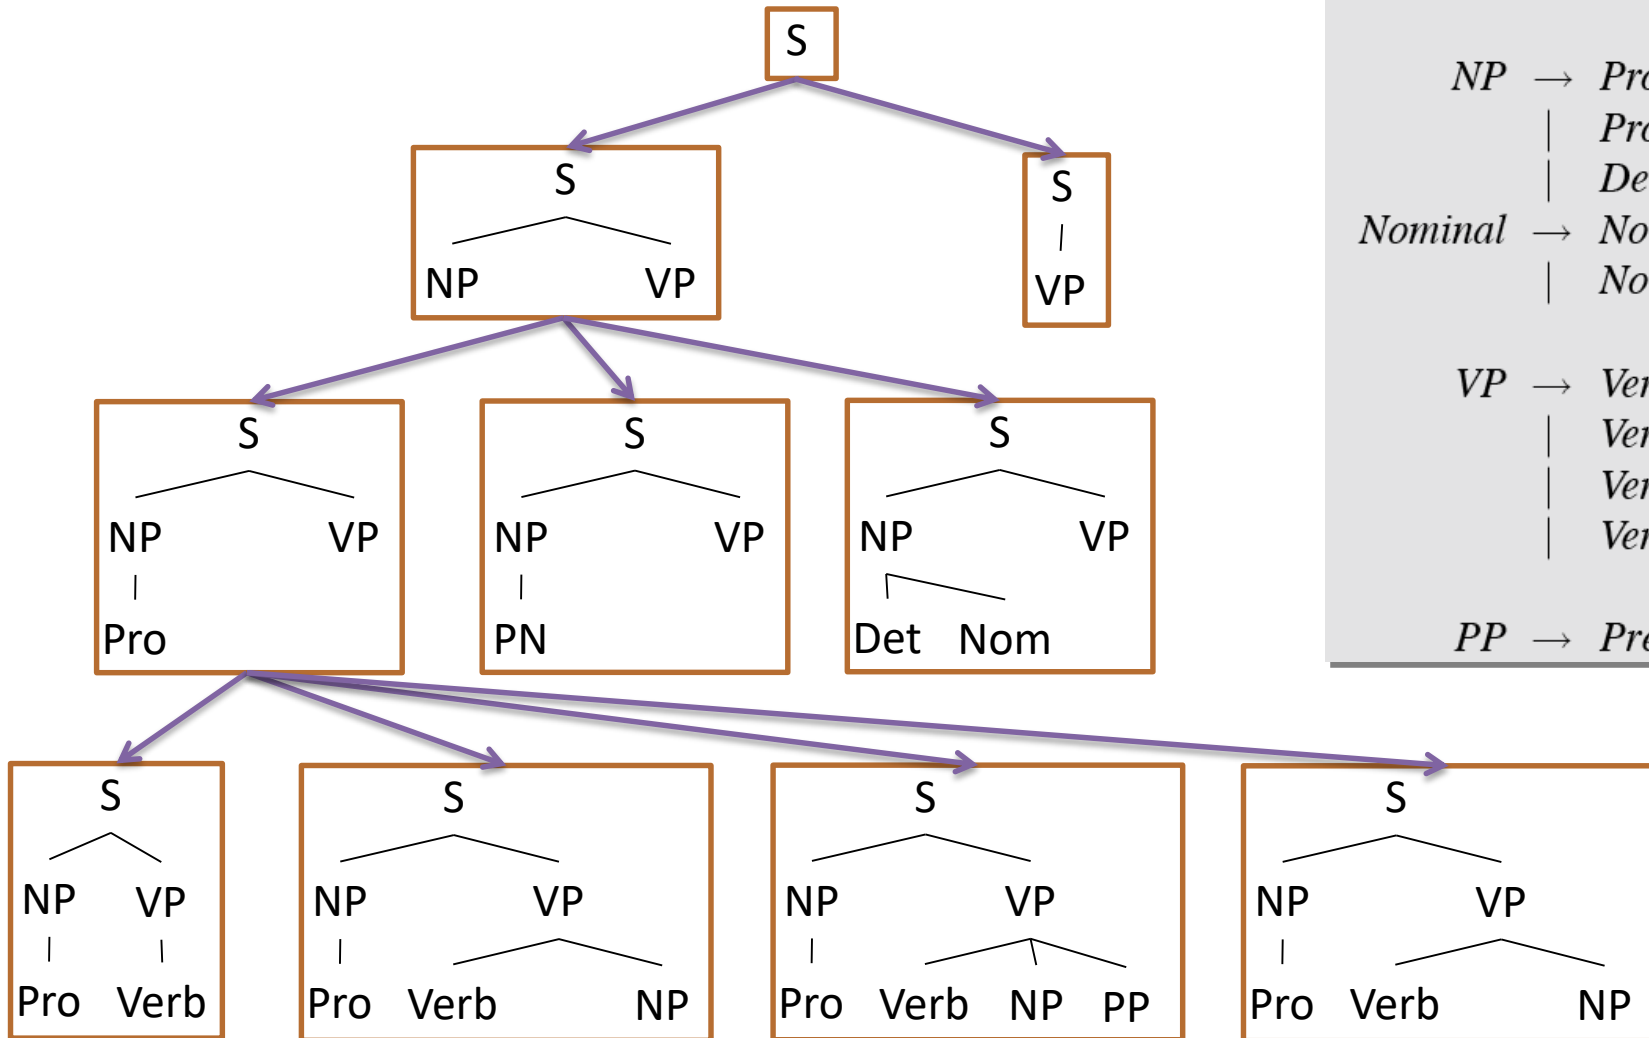 S
S
NP VP
S
VP
S
NP VP
Pro
S
NP VP
PN
S
NP VP
Det Nom
S
NP VP
Pro Verb
S
NP VP
Pro Verb NP
S
NP VP
Pro Verb NP PP
S
NP VP
Pro Verb NP
NP →
|
|
Nominal →
|
VP →
|
|
|
PP →